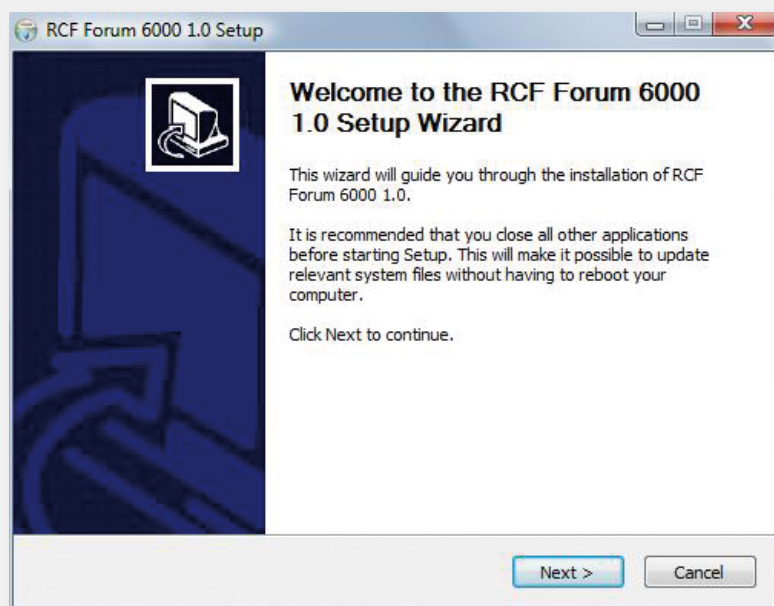 RCF Forum 6000 1.0 Setup
Welcome to the RCF Forum 6000
1.0 Setup Wizard
This wizard will guide you through the installation of RCF
Forum 6000 1.0.
It is recommended that you close all other applications
before starting Setup. This will make it possible to update
relevant system files without having to reboot your
computer.
Click Next to continue.
Next >
Cancel